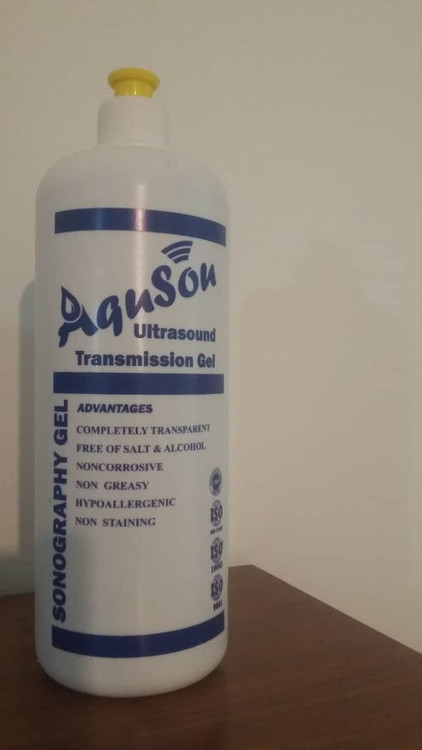 AquSon
Ultrasound
Transmission Gel
SONOGRAPHY GEL
ADVANTAGES
COMPLETELY TRANSPARENT
FREE OF SALT & ALCOHOL
NONCORROSIVE
NON GREASY
HYPOALLERGENIC
NON STAINING
ISO
ISO
ISO